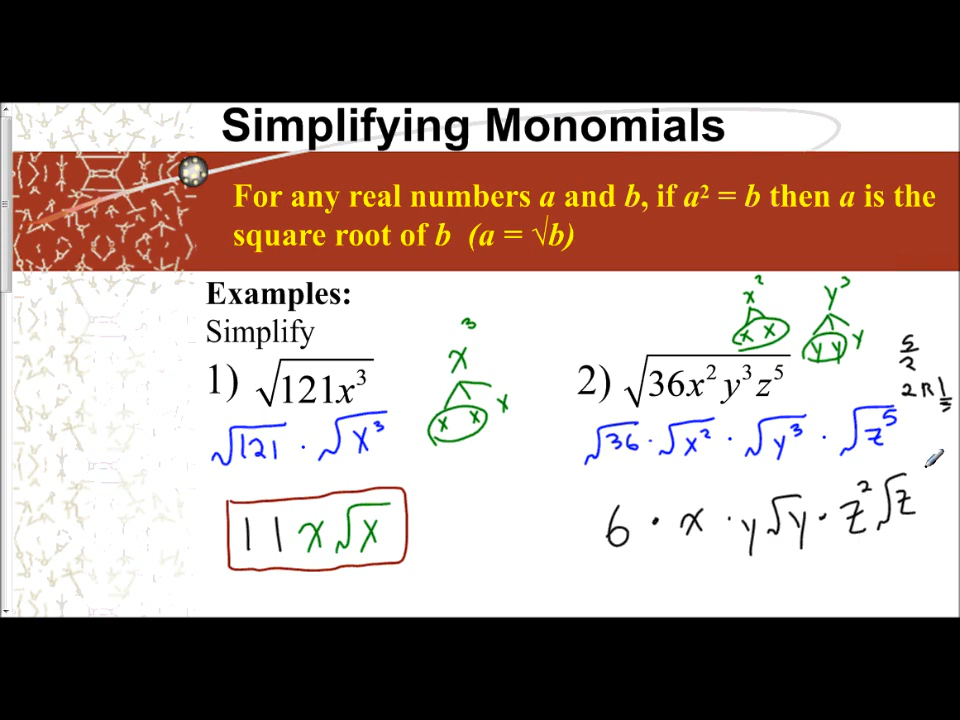 Simplifying Monomials
For any real numbers a and b, if a² = b then a is the
square root of b (a = √b)
Examples:
Simplify
1) √121x³
x³
x x x
√121 · √x³
11x√x
2) √36x²y³z⁵
x²
x x
y³
y y y
5/2
2 R 1
√36 · √x² · √y³ · √z⁵
6 · x · y√y · z²√z